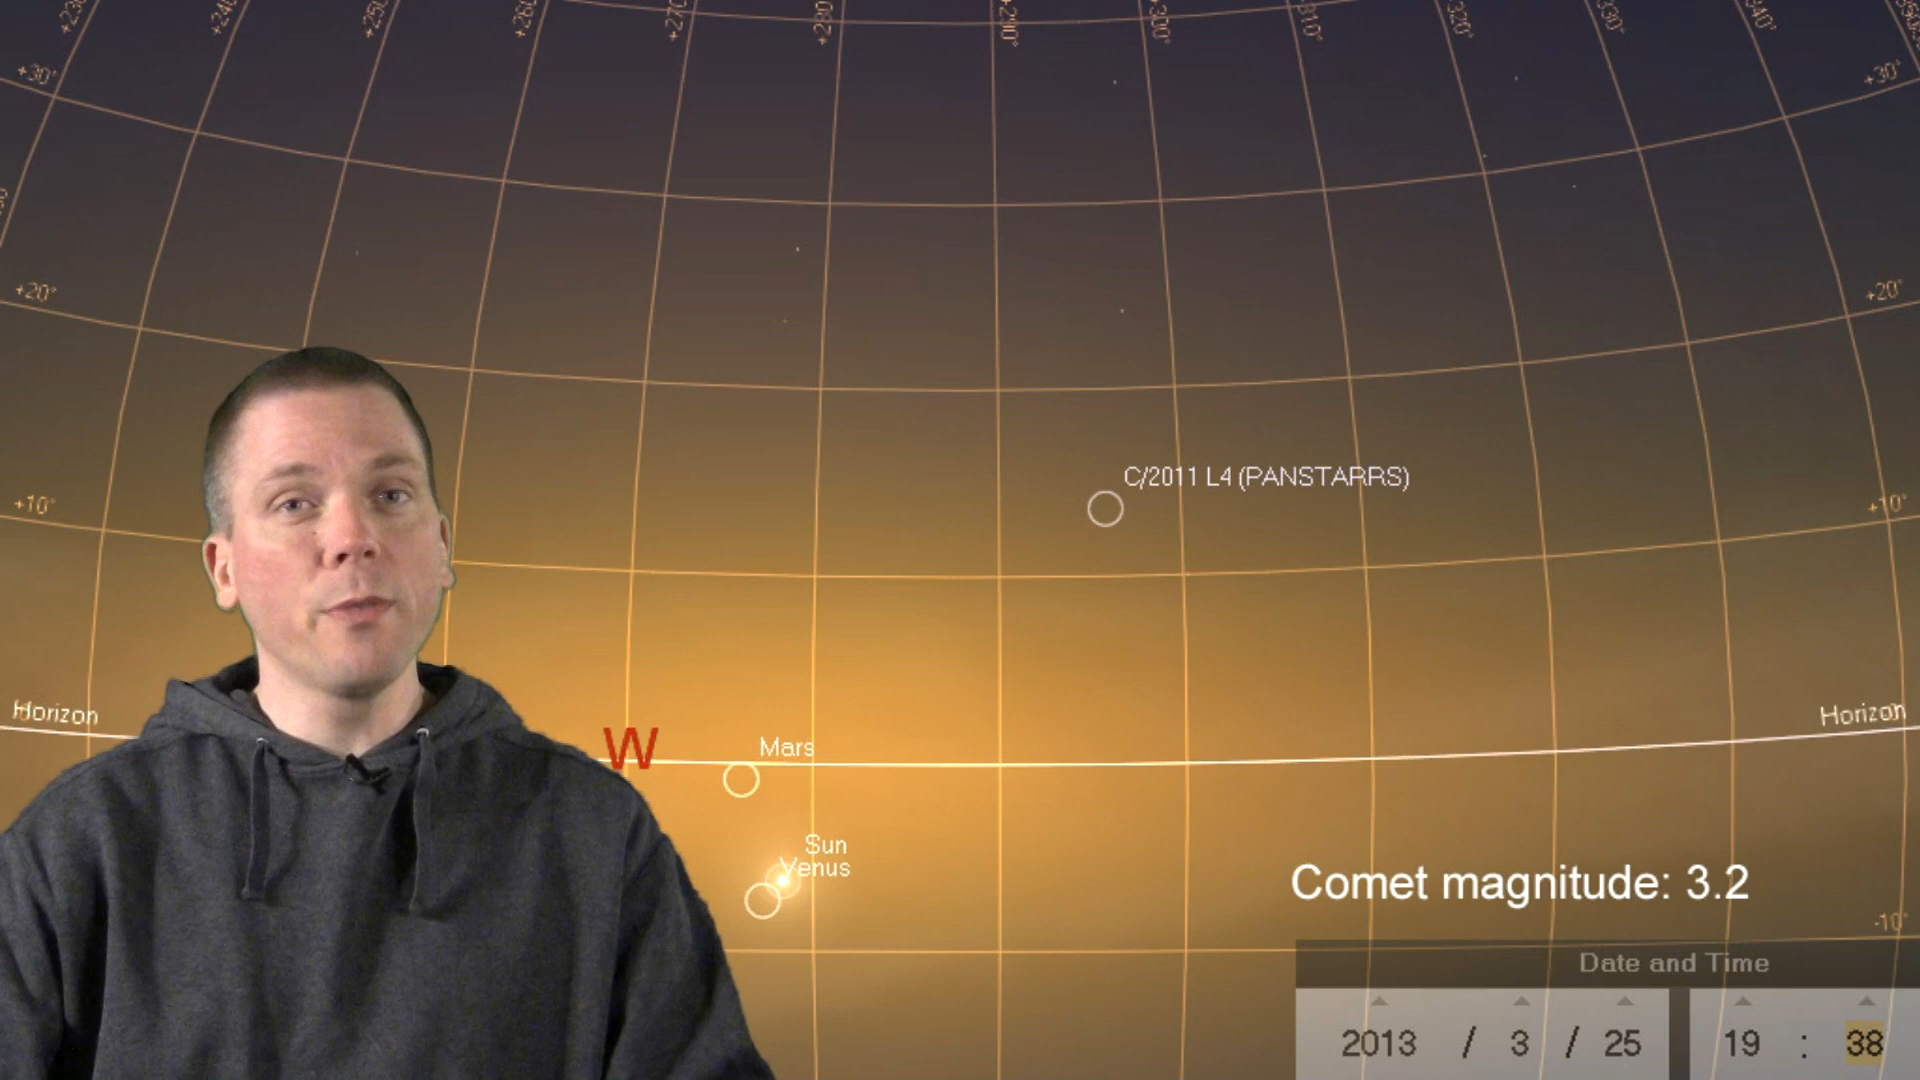 +230° +240° +250° +260° +270° +280° +290° +300° +310° +320° +330° +340°
+30° +30°
+20° +20°
C/2011 L4 (PANSTARRS)
+10° +10°
Horizon Horizon
W
Mars
Sun
Venus
Comet magnitude: 3.2
-10°
Date and Time
2013 / 3 / 25 19 : 38